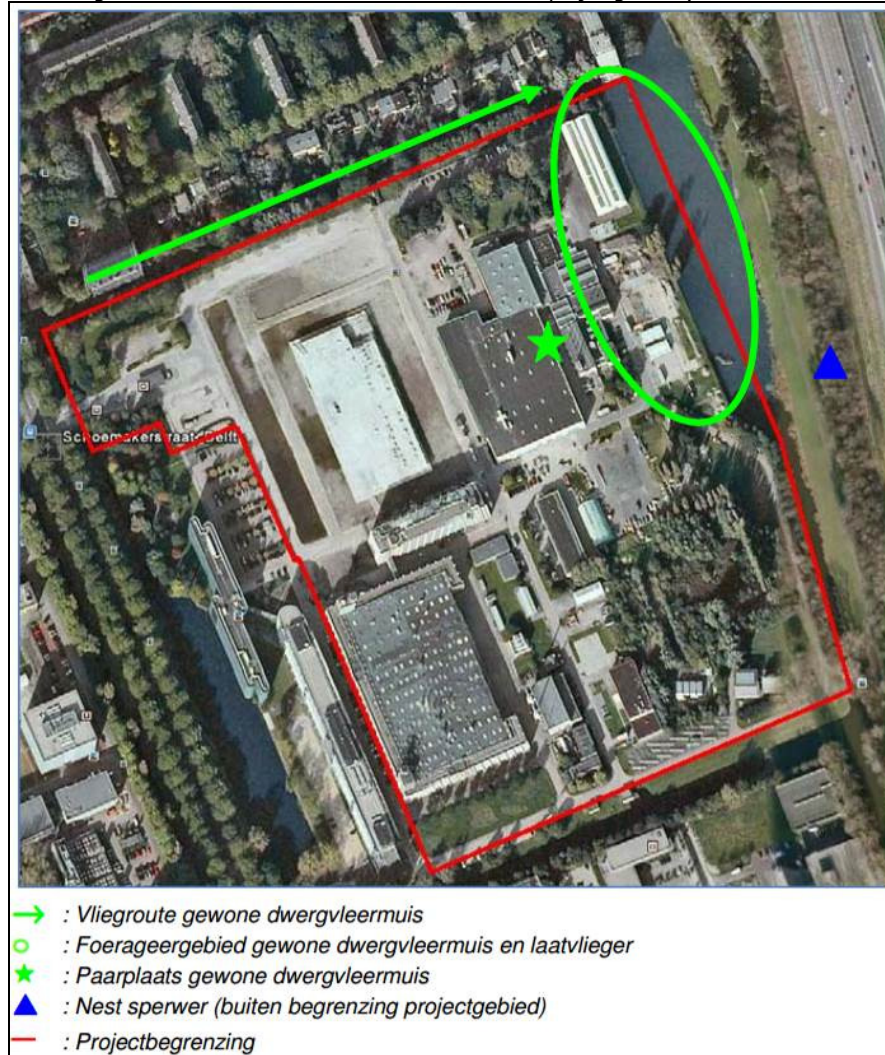 Schoemakerstraat, Delft
: Vliegroute gewone dwergvleermuis
: Foerageergebied gewone dwergvleermuis en laatvlieger
: Paarplaats gewone dwergvleermuis
: Nest sperwer (buiten begrenzing projectgebied)
: Projectbegrenzing